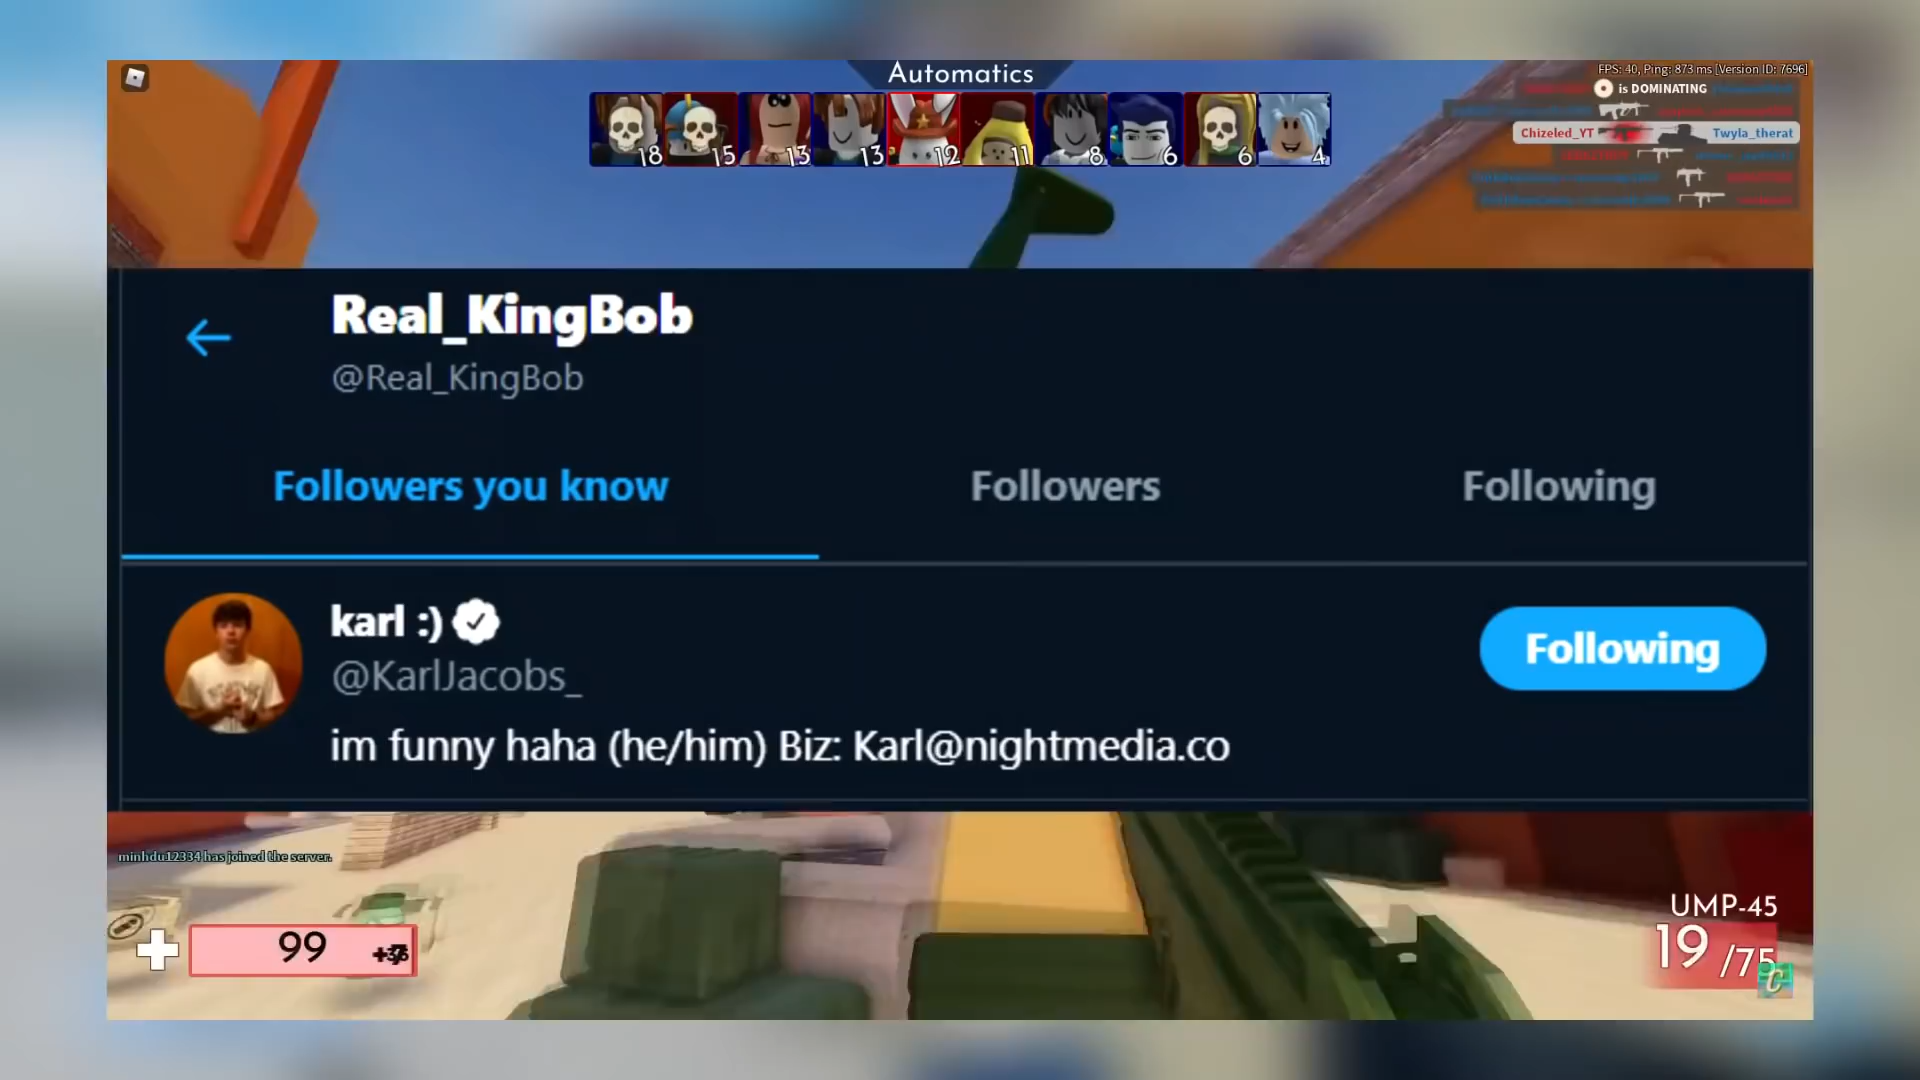 Automatics
FPS: 40, Ping: 873 ms [Version ID: 7696]
is DOMINATING
18 15 13 13 12 11 8 6 6 4
Chizeled_YT Twyla_therat
Real_KingBob
@Real_KingBob
Followers you know Followers Following
karl :)
@KarlJacobs_
Following
im funny haha (he/him) Biz: Karl@nightmedia.co
minhdu12334 has joined the server.
99
UMP-45
19 /75
C